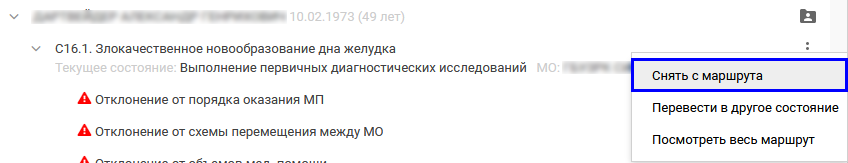 10.02.1973 (49 лет)
C16.1. Злокачественное новообразование дна желудка
Текущее состояние: Выполнение первичных диагностических исследований МО:
Снять с маршрута
Отклонение от порядка оказания МП
Перевести в другое состояние
Отклонение от схемы перемещения между МО
Посмотреть весь маршрут
Отклонение от объемов мед. помощи